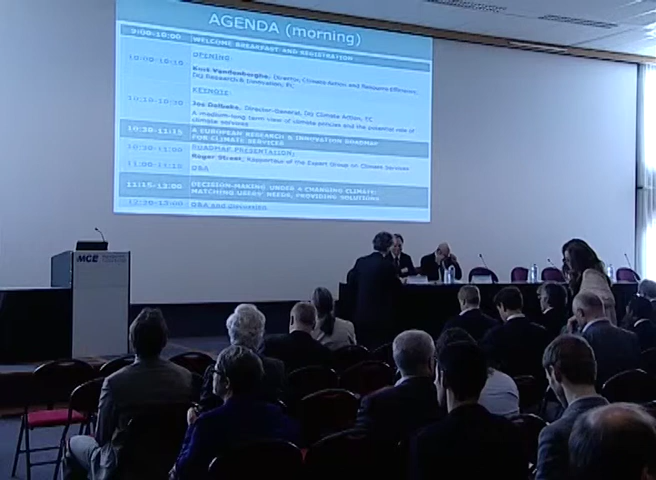 AGENDA (morning)
9:00-10:00 WELCOME BREAKFAST AND REGISTRATION
10:00-10:10 OPENING:
Kurt Vandenberghe, Director, Climate Action and Resource Efficiency,
DG Research & Innovation, EC
KEYNOTE:
10:10-10:30 Jos Delbeke, Director-General, DG Climate Action, EC
A medium-long term view of climate policies and the potential role of
climate services
10:30-11:15 A EUROPEAN RESEARCH & INNOVATION ROADMAP
FOR CLIMATE SERVICES
10:30-11:00 ROADMAP PRESENTATION:
Roger Street, Rapporteur of the Expert Group on Climate Services
11:00-11:15 Q&A
11:15-13:00 DECISION-MAKING UNDER A CHANGING CLIMATE:
MATCHING USERS' NEEDS, PROVIDING SOLUTIONS
12:30-13:00 Q&A and discussion
MCE